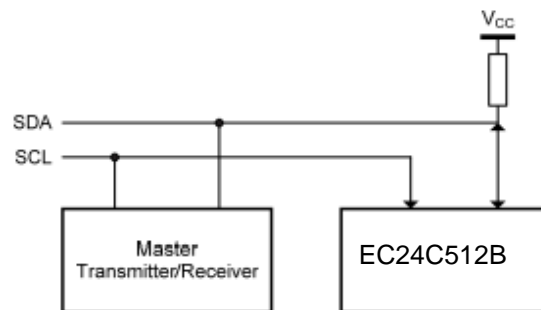 VCC
SDA
SCL
Master
Transmitter/Receiver
EC24C512B